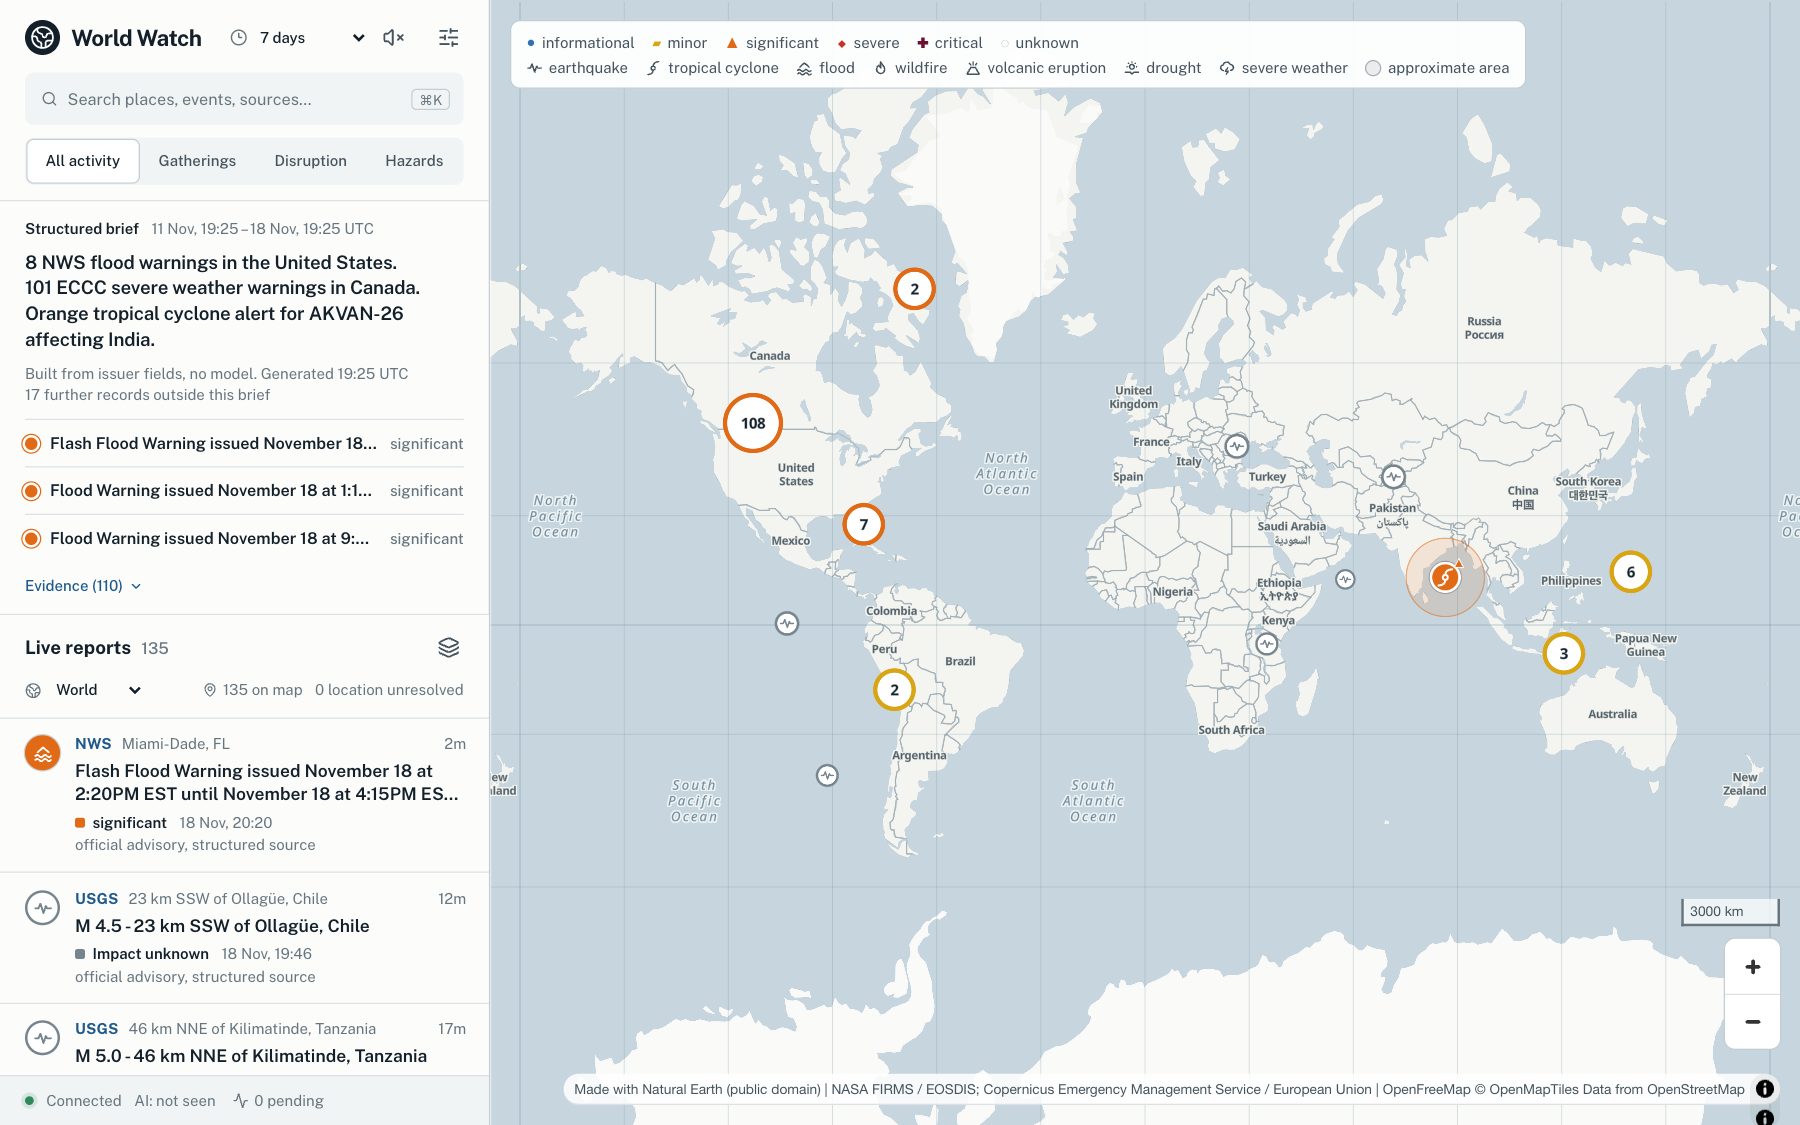 World Watch
7 days
Search places, events, sources...
⌘K
All activity
Gatherings
Disruption
Hazards
Structured brief 11 Nov, 19:25 – 18 Nov, 19:25 UTC
8 NWS flood warnings in the United States.
101 ECCC severe weather warnings in Canada.
Orange tropical cyclone alert for AKVAN-26
affecting India.
Built from issuer fields, no model. Generated 19:25 UTC
17 further records outside this brief
Flash Flood Warning issued November 18... significant
Flood Warning issued November 18 at 1:1... significant
Flood Warning issued November 18 at 9:... significant
Evidence (110)
Live reports 135
World
135 on map 0 location unresolved
NWS Miami-Dade, FL 2m
Flash Flood Warning issued November 18 at
2:20PM EST until November 18 at 4:15PM ES...
significant 18 Nov, 20:20
official advisory, structured source
USGS 23 km SSW of Ollagüe, Chile 12m
M 4.5 - 23 km SSW of Ollagüe, Chile
Impact unknown 18 Nov, 19:46
official advisory, structured source
USGS 46 km NNE of Kilimatinde, Tanzania 17m
M 5.0 - 46 km NNE of Kilimatinde, Tanzania
Connected AI: not seen 0 pending
informational minor significant severe critical unknown
earthquake tropical cyclone flood wildfire volcanic eruption drought severe weather approximate area
2
Russia
Россия
Canada
United
Kingdom
108
France
Italy
North
Atlantic
Ocean
United
States
Spain
Turkey
South Korea
대한민국
China
中国
North
Pacific
Ocean
No
Pac
Oc
Pakistan
پاکستان
7
Mexico
Saudi Arabia
السعودية
6
Philippines
Ethiopia
ኢትዮጵያ
Nigeria
Colombia
Kenya
Papua New
Guinea
Peru
3
Brazil
2
Australia
South Africa
Argentina
ew
land
South
Pacific
Ocean
South
Atlantic
Ocean
New
Zealand
3000 km
+
−
Made with Natural Earth (public domain) | NASA FIRMS / EOSDIS; Copernicus Emergency Management Service / European Union | OpenFreeMap © OpenMapTiles Data from OpenStreetMap